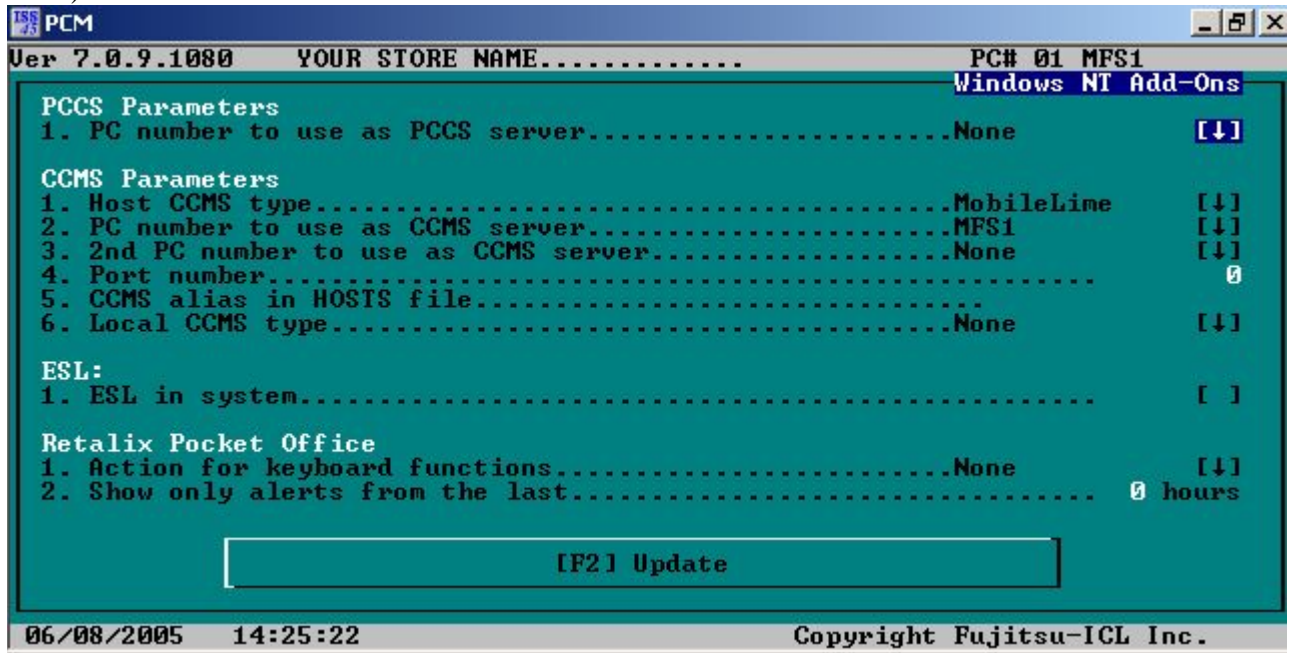 ISS 45 PCM
Ver 7.0.9.1080 YOUR STORE NAME............. PC# 01 MFS1
Windows NT Add-Ons
PCCS Parameters
1. PC number to use as PCCS server.......................None [↓]
CCMS Parameters
1. Host CCMS type........................................MobileLime [↓]
2. PC number to use as CCMS server.......................MFS1 [↓]
3. 2nd PC number to use as CCMS server...................None [↓]
4. Port number.................................................... 0
5. CCMS alias in HOSTS file................................
6. Local CCMS type.......................................None [↓]
ESL:
1. ESL in system.................................................. [ ]
Retalix Pocket Office
1. Action for keyboard functions.........................None [↓]
2. Show only alerts from the last................................. 0 hours
[F2] Update
06/08/2005 14:25:22 Copyright Fujitsu-ICL Inc.